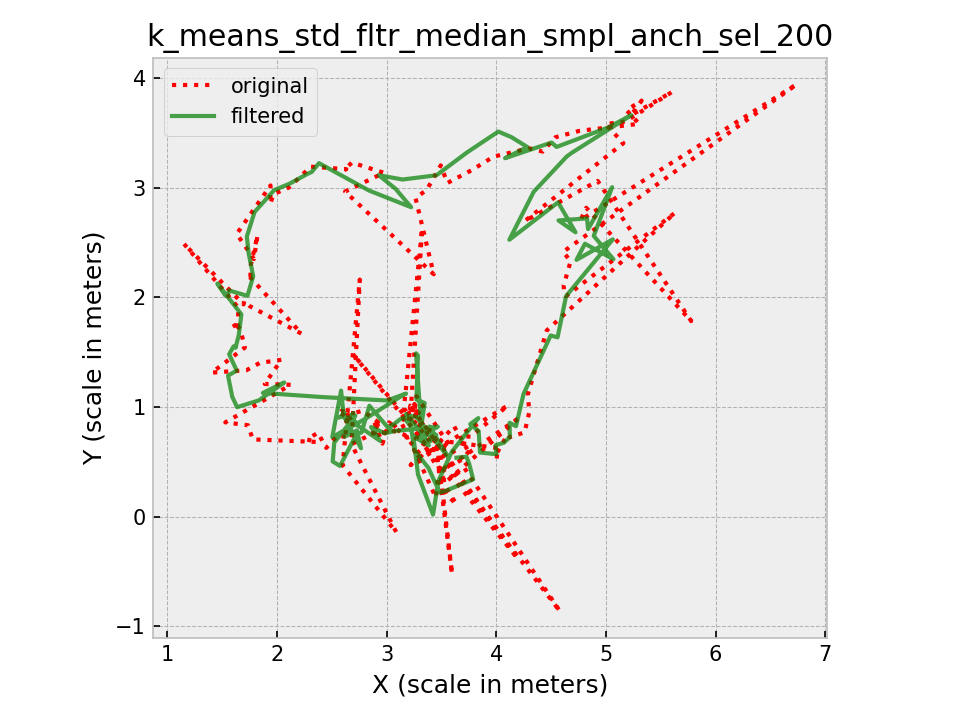 k_means_std_fltr_median_smpl_anch_sel_200
original
filtered
4
3
2
1
0
−1
Y (scale in meters)
1 2 3 4 5 6 7
X (scale in meters)